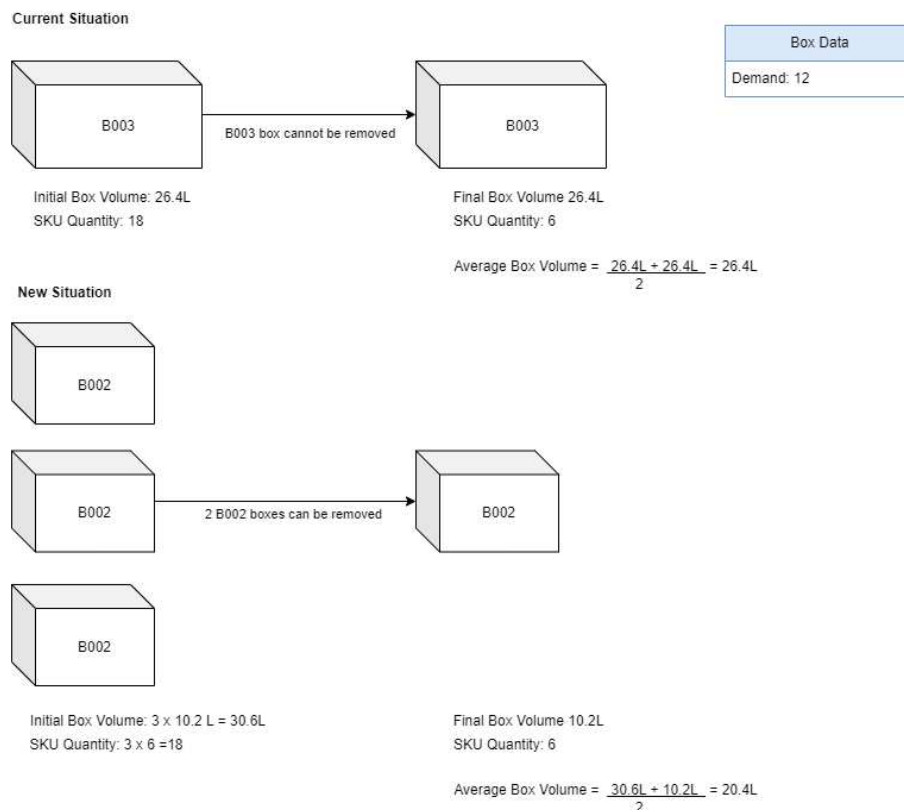 Current Situation
Box Data
Demand: 12
B003
B003 box cannot be removed
B003
Initial Box Volume: 26.4L
SKU Quantity: 18
Final Box Volume 26.4L
SKU Quantity: 6
Average Box Volume = 26.4L + 26.4L = 26.4L
2
New Situation
B002
B002
2 B002 boxes can be removed
B002
B002
Initial Box Volume: 3 x 10.2 L = 30.6L
SKU Quantity: 3 x 6 =18
Final Box Volume 10.2L
SKU Quantity: 6
Average Box Volume = 30.6L + 10.2L = 20.4L
2